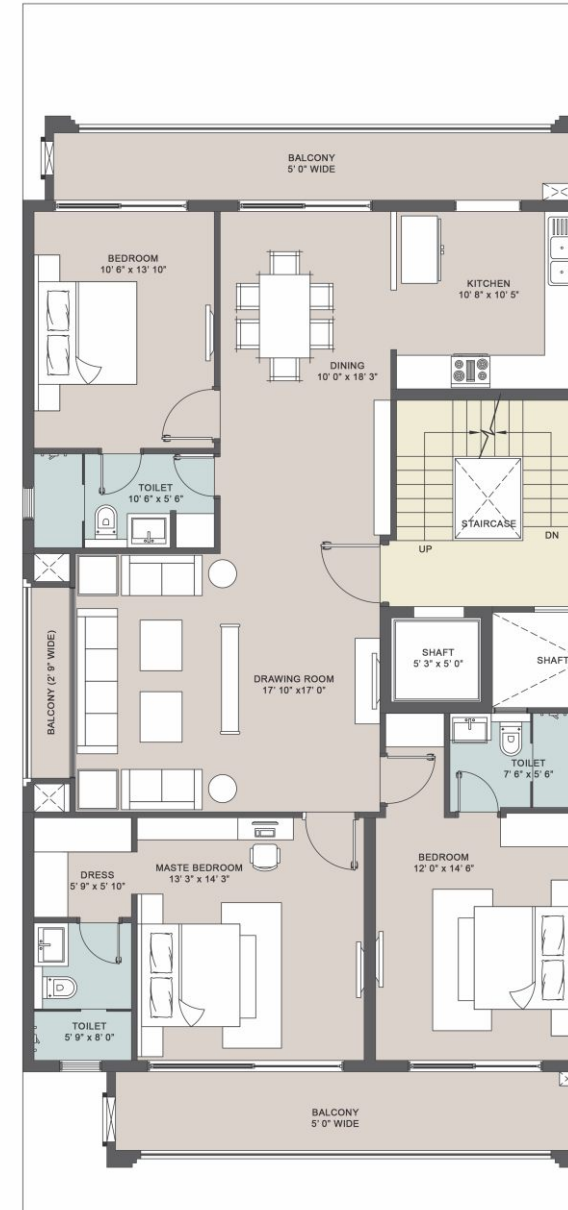 BALCONY
5' 0" WIDE
BEDROOM
10' 6" x 13' 10"
KITCHEN
10' 8" x 10' 5"
DINING
10' 0" x 18' 3"
TOILET
10' 6" x 5' 6"
STAIRCASE
UP
DN
BALCONY (2' 9" WIDE)
SHAFT
5' 3" x 5' 0"
SHAFT
DRAWING ROOM
17' 10" x17' 0"
TOILET
7' 6" x 5' 6"
DRESS
5' 9" x 5' 10"
MASTE BEDROOM
13' 3" x 14' 3"
BEDROOM
12' 0" x 14' 6"
TOILET
5' 9" x 8' 0"
BALCONY
5' 0" WIDE